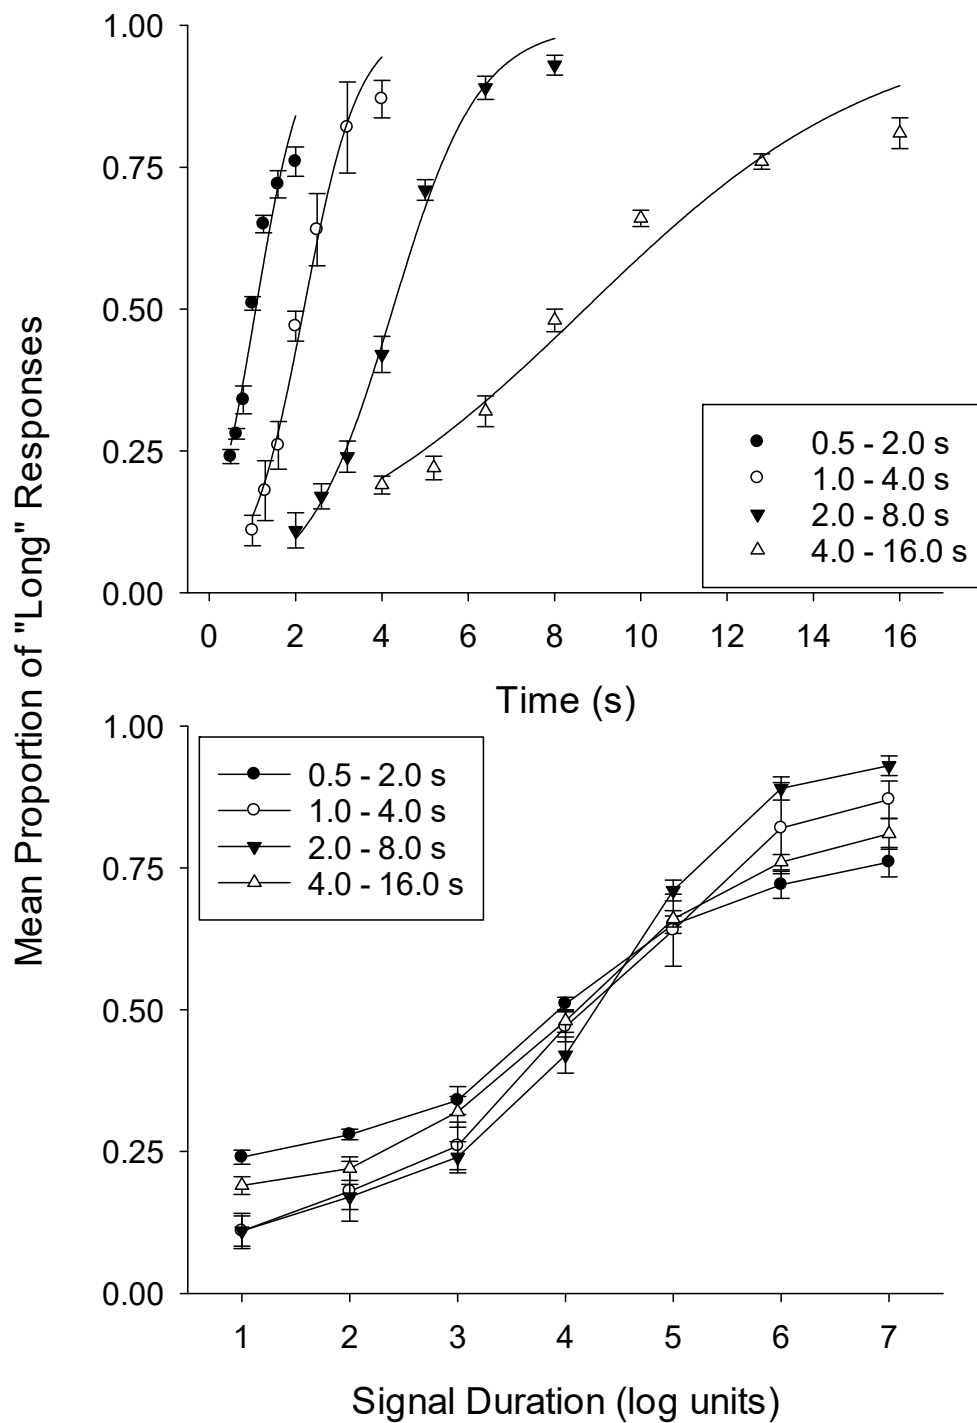 Mean Proportion of "Long" Responses
1.00
0.75
0.50
0.25
0.00
0 2 4 6 8 10 12 14 16
Time (s)
0.5 - 2.0 s
1.0 - 4.0 s
2.0 - 8.0 s
4.0 - 16.0 s
1.00
0.75
0.50
0.25
0.00
0.5 - 2.0 s
1.0 - 4.0 s
2.0 - 8.0 s
4.0 - 16.0 s
1 2 3 4 5 6 7
Signal Duration (log units)